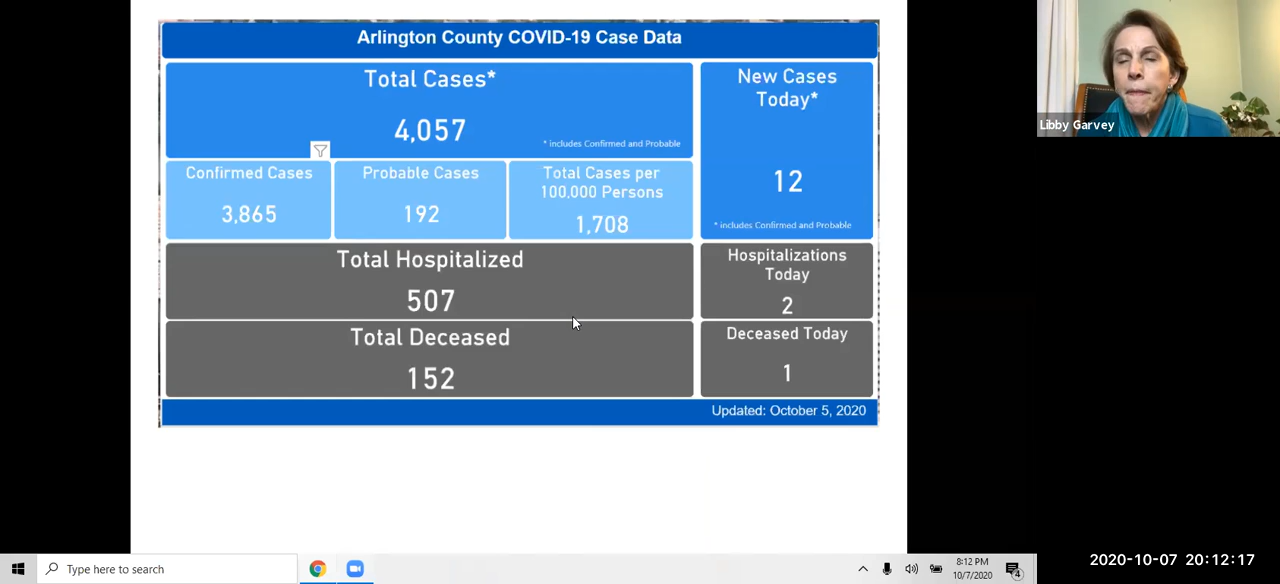 Arlington County COVID-19 Case Data
Total Cases*
4,057
* includes Confirmed and Probable
New Cases
Today*
12
* includes Confirmed and Probable
Confirmed Cases
3,865
Probable Cases
192
Total Cases per
100,000 Persons
1,708
Total Hospitalized
507
Hospitalizations
Today
2
Total Deceased
152
Deceased Today
1
Updated: October 5, 2020
Libby Garvey
Type here to search
8:12 PM
10/7/2020
4
2020-10-07 20:12:17